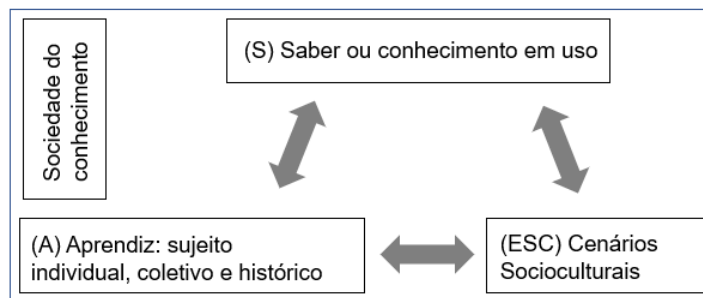 Sociedade do
conhecimento
(S) Saber ou conhecimento em uso
(A) Aprendiz: sujeito
individual, coletivo e histórico
(ESC) Cenários
Socioculturais